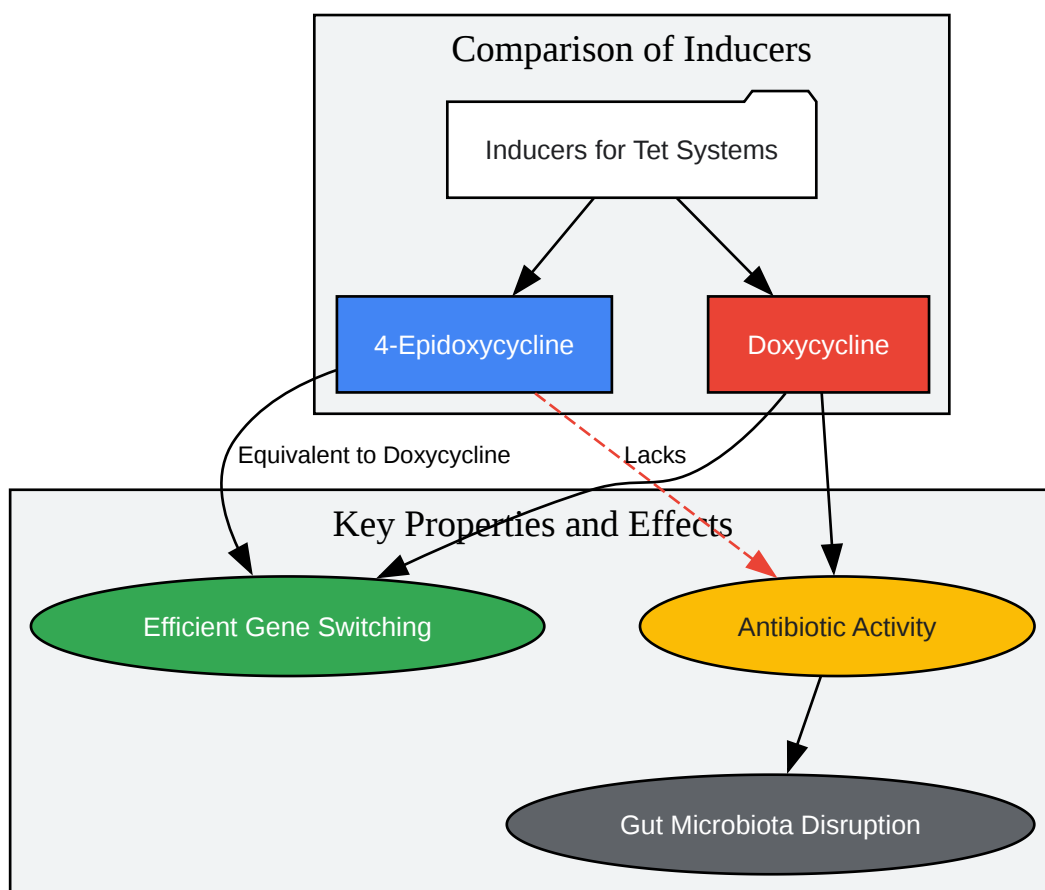 Comparison of Inducers
Inducers for Tet Systems
4-Epidoxycycline
Doxycycline
Equivalent to Doxycycline
Lacks
Key Properties and Effects
Efficient Gene Switching
Antibiotic Activity
Gut Microbiota Disruption